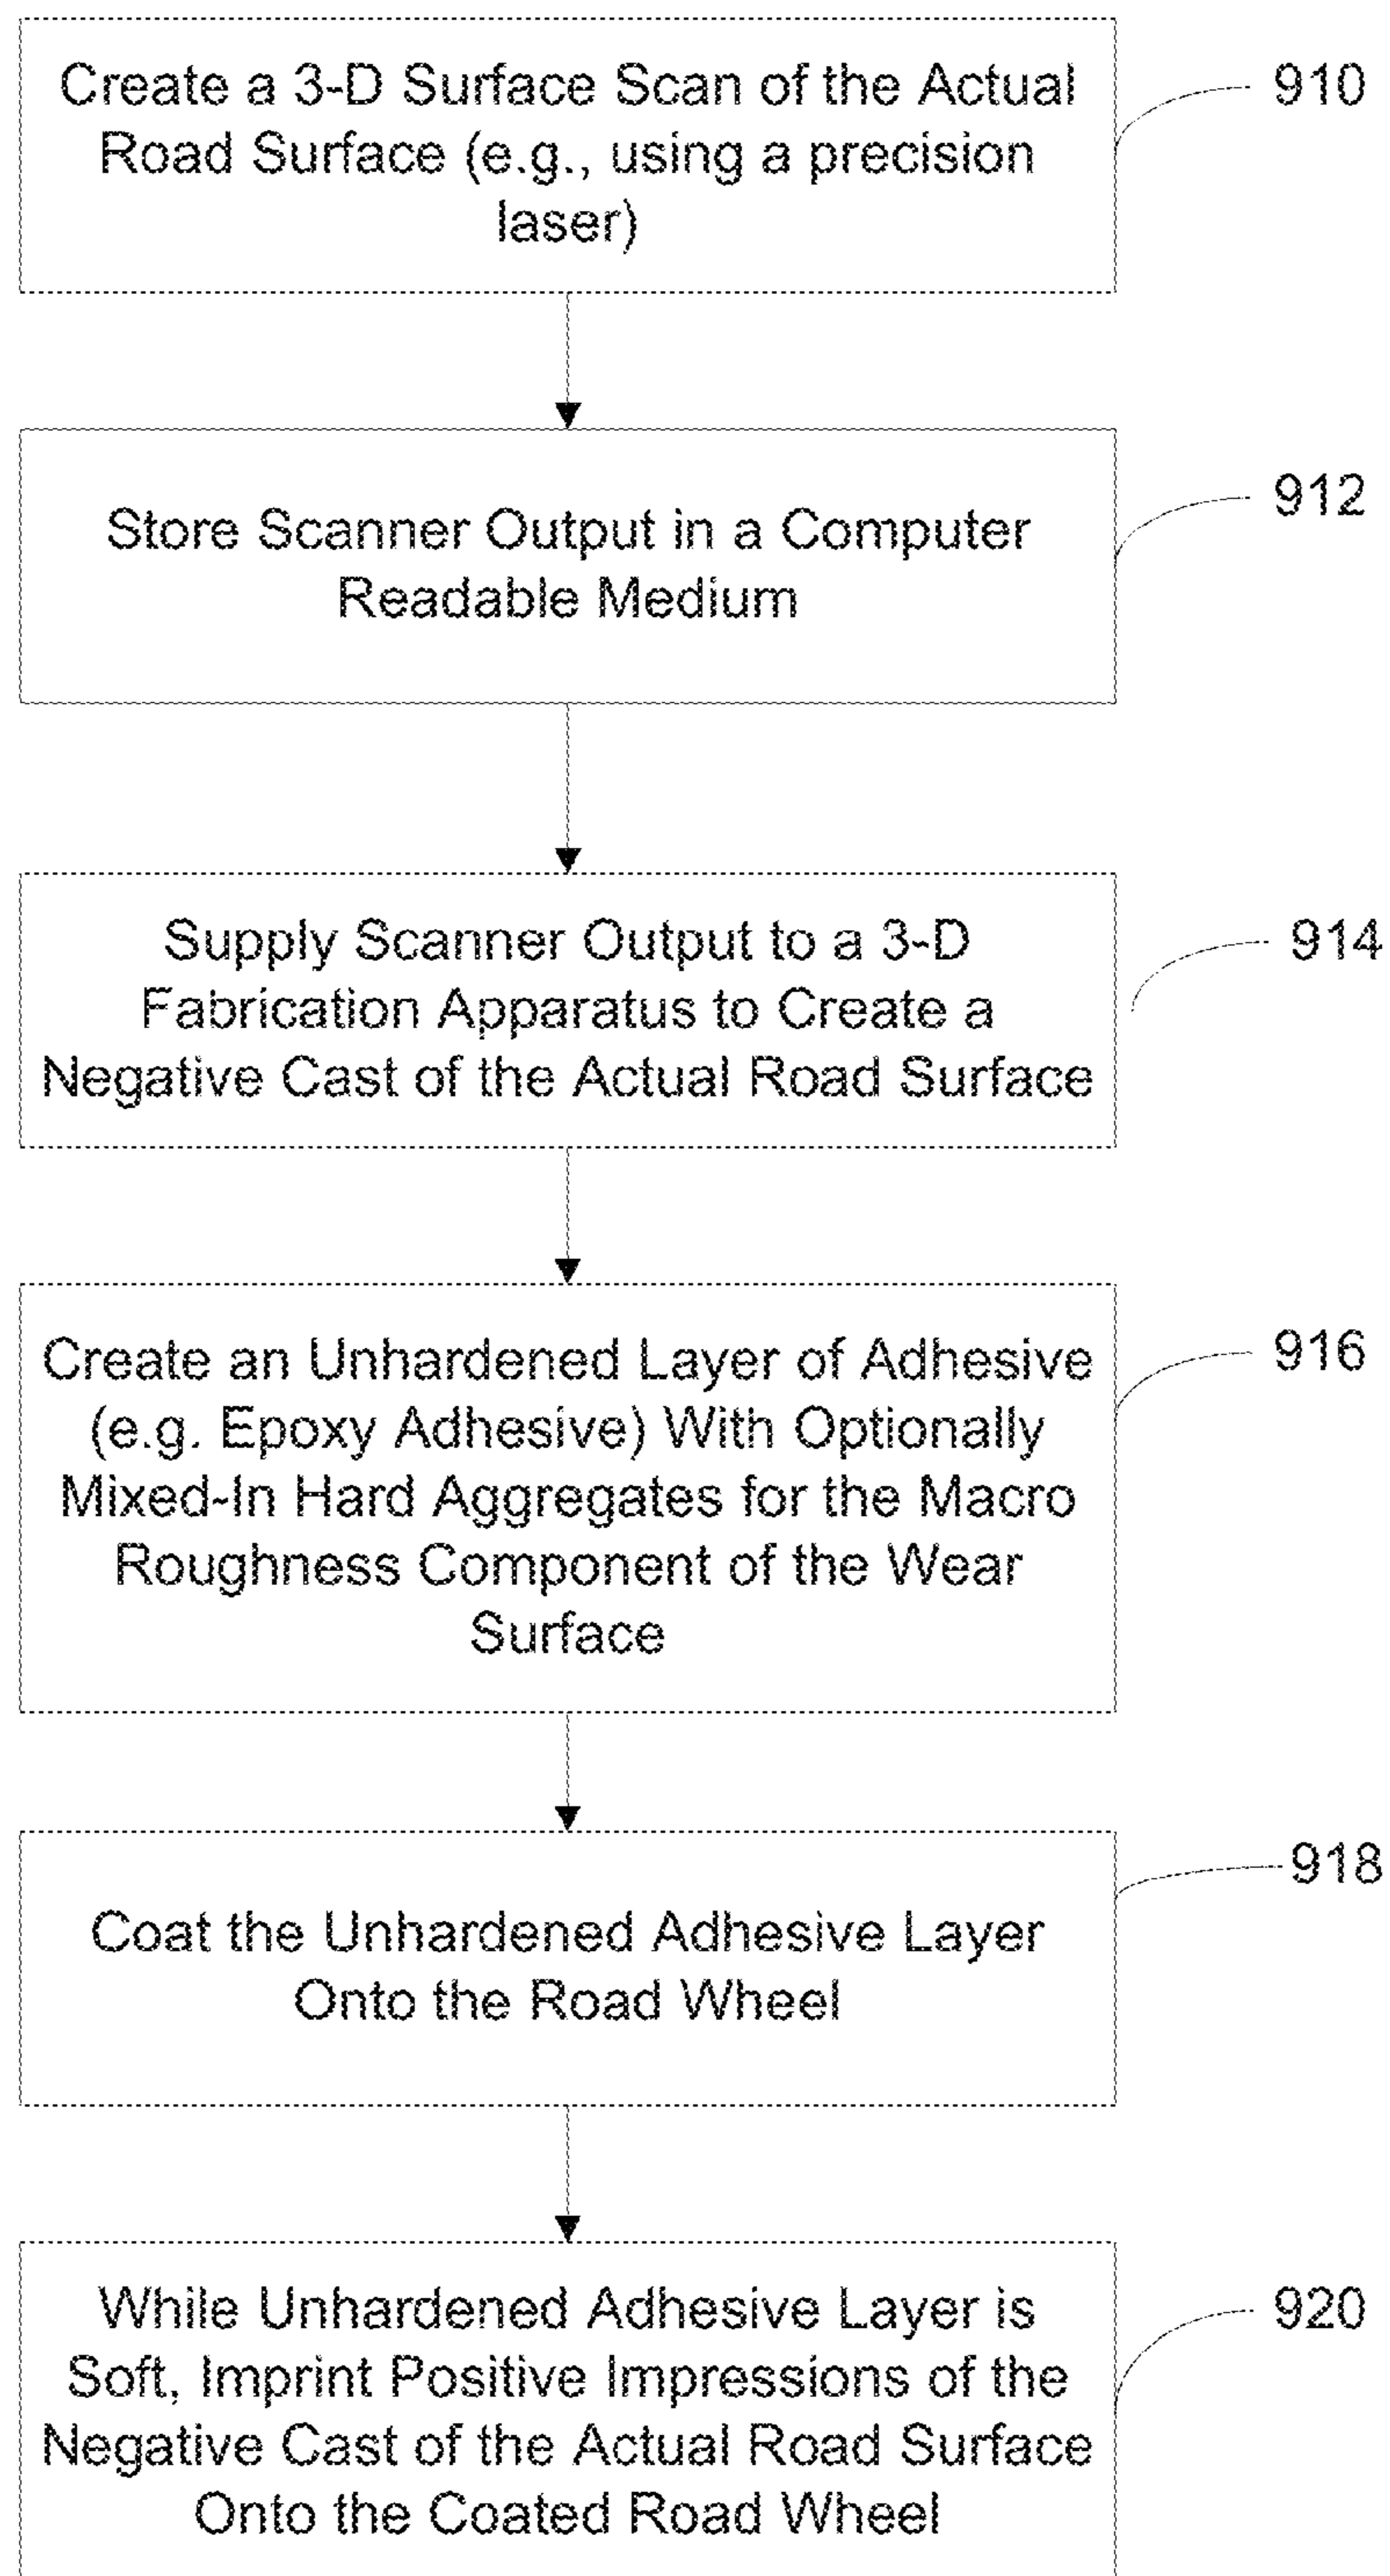 Create a 3-D Surface Scan of the Actual
Road Surface (e.g., using a precision
laser)
910
Store Scanner Output in a Computer
Readable Medium
912
Supply Scanner Output to a 3-D
Fabrication Apparatus to Create a
Negative Cast of the Actual Road Surface
914
Create an Unhardened Layer of Adhesive
(e.g. Epoxy Adhesive) With Optionally
Mixed-In Hard Aggregates for the Macro
Roughness Component of the Wear
Surface
916
Coat the Unhardened Adhesive Layer
Onto the Road Wheel
918
While Unhardened Adhesive Layer is
Soft, Imprint Positive Impressions of the
Negative Cast of the Actual Road Surface
Onto the Coated Road Wheel
920